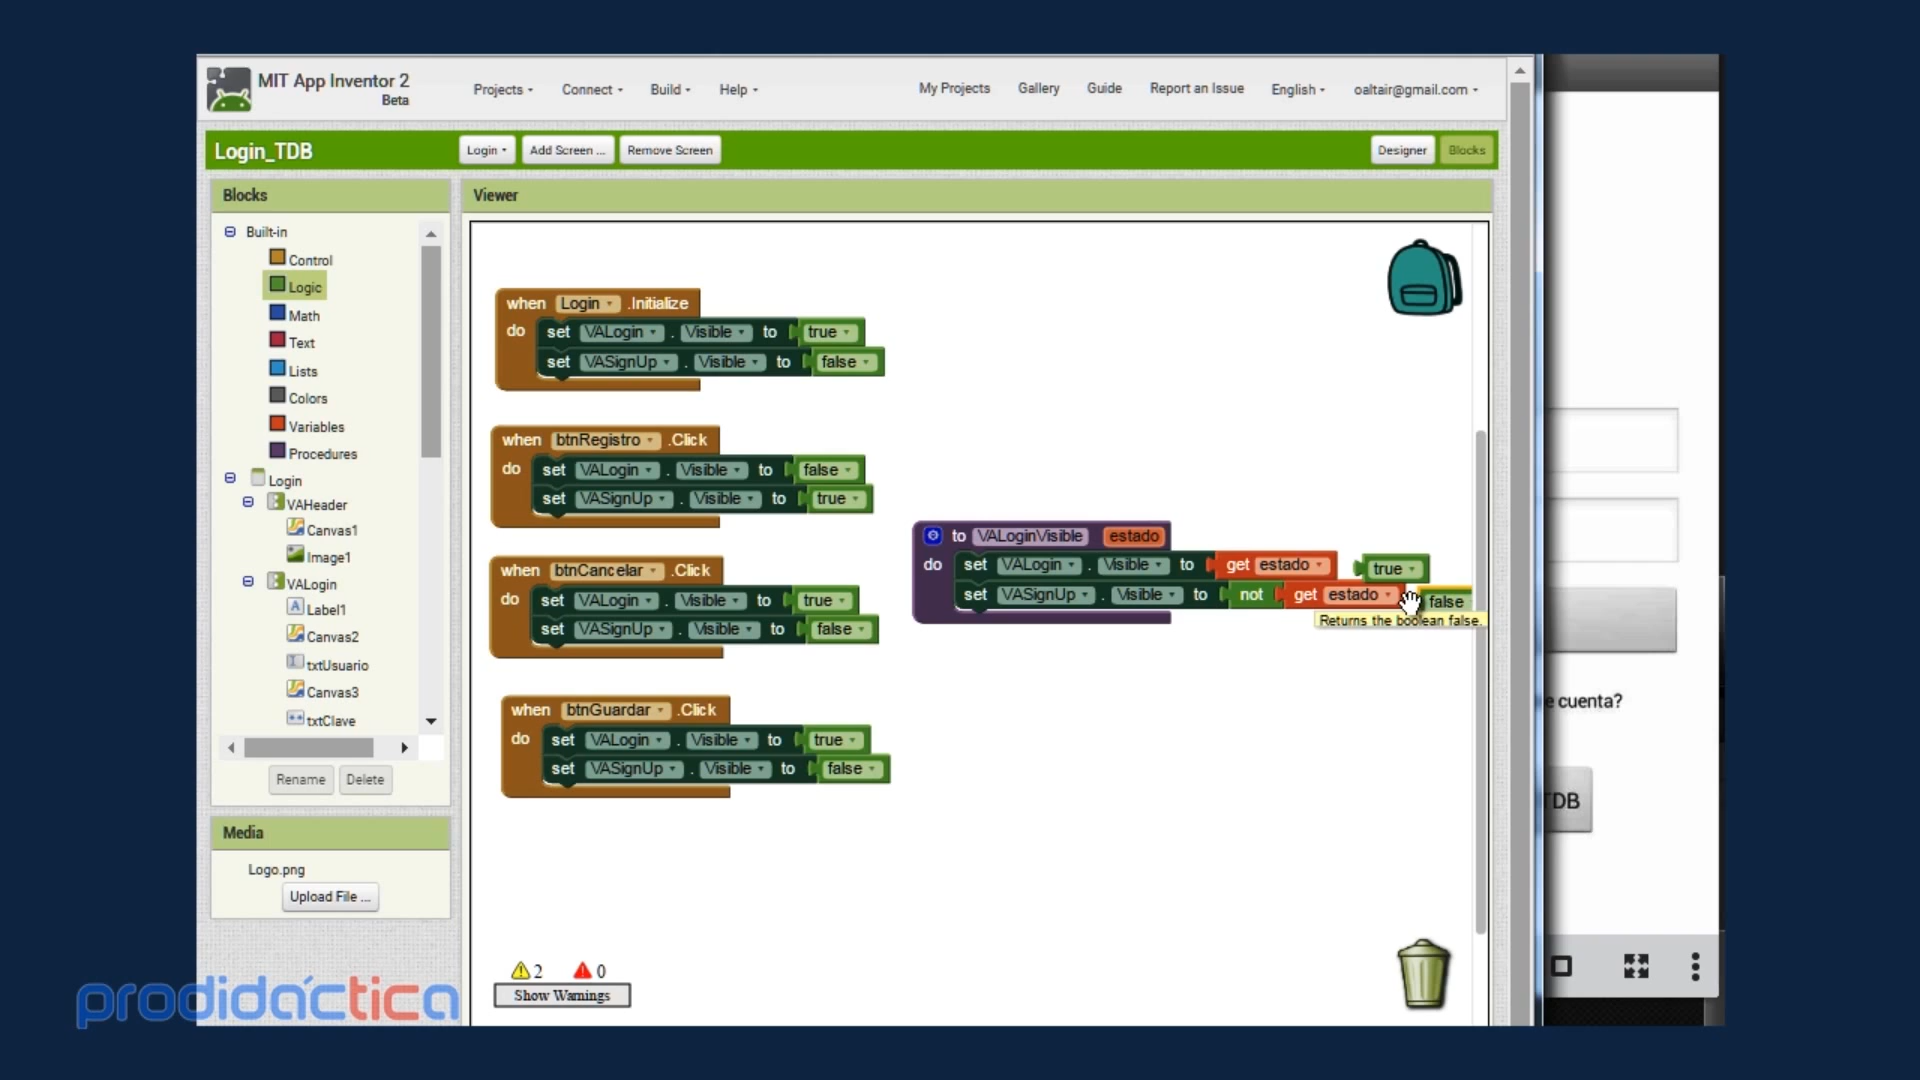 MIT App Inventor 2
Beta
Projects
Connect
Build
Help
My Projects
Gallery
Guide
Report an Issue
English
oaltair@gmail.com
Login_TDB
Login
Add Screen ...
Remove Screen
Designer
Blocks
Blocks
Viewer
Built-in
Control
Logic
Math
Text
Lists
Colors
Variables
Procedures
Login
VAHeader
Canvas1
Image1
VALogin
Label1
Canvas2
txtUsuario
Canvas3
txtClave
Rename
Delete
Media
Logo.png
Upload File ...
when Login .Initialize
do set VALogin . Visible to true
set VASignUp . Visible to false
when btnRegistro .Click
do set VALogin . Visible to false
set VASignUp . Visible to true
when btnCancelar .Click
do set VALogin . Visible to true
set VASignUp . Visible to false
when btnGuardar .Click
do set VALogin . Visible to true
set VASignUp . Visible to false
to VALoginVisible estado
do set VALogin . Visible to get estado true
set VASignUp . Visible to not get estado false
Returns the boolean false.
2
0
Show Warnings
e cuenta?
TDB
prodidáctica